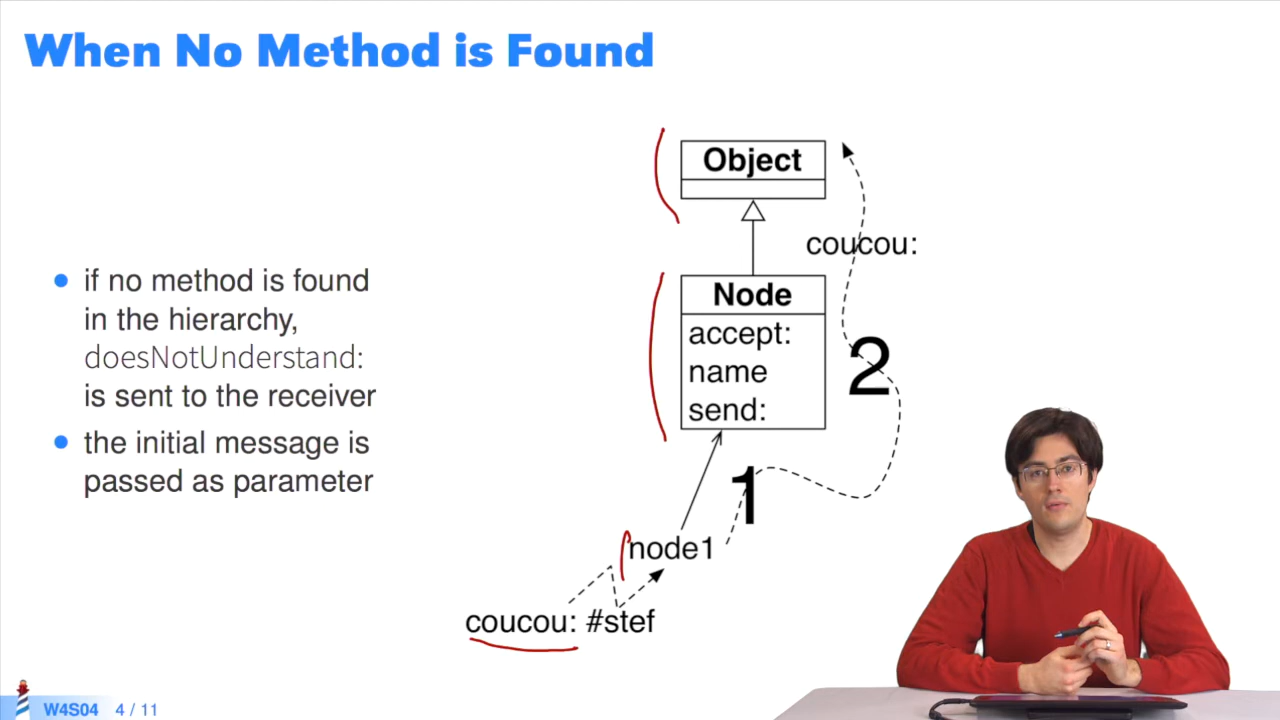 When No Method is Found
if no method is found
in the hierarchy,
doesNotUnderstand:
is sent to the receiver
the initial message is
passed as parameter
Object
coucou:
Node
accept:
name
send:
2
1
node1
coucou: #stef
W4S04 4 / 11